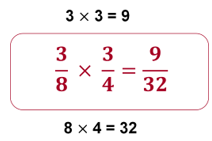 3 × 3 = 9
3/8 × 3/4 = 9/32
8 × 4 = 32